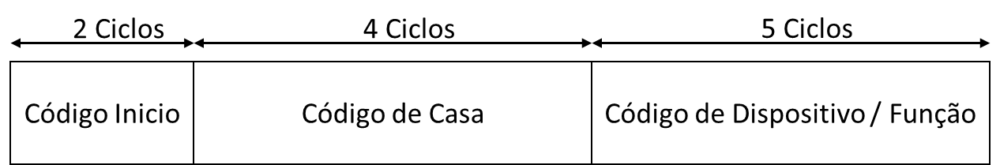 2 Ciclos 4 Ciclos 5 Ciclos
Código Inicio Código de Casa Código de Dispositivo / Função